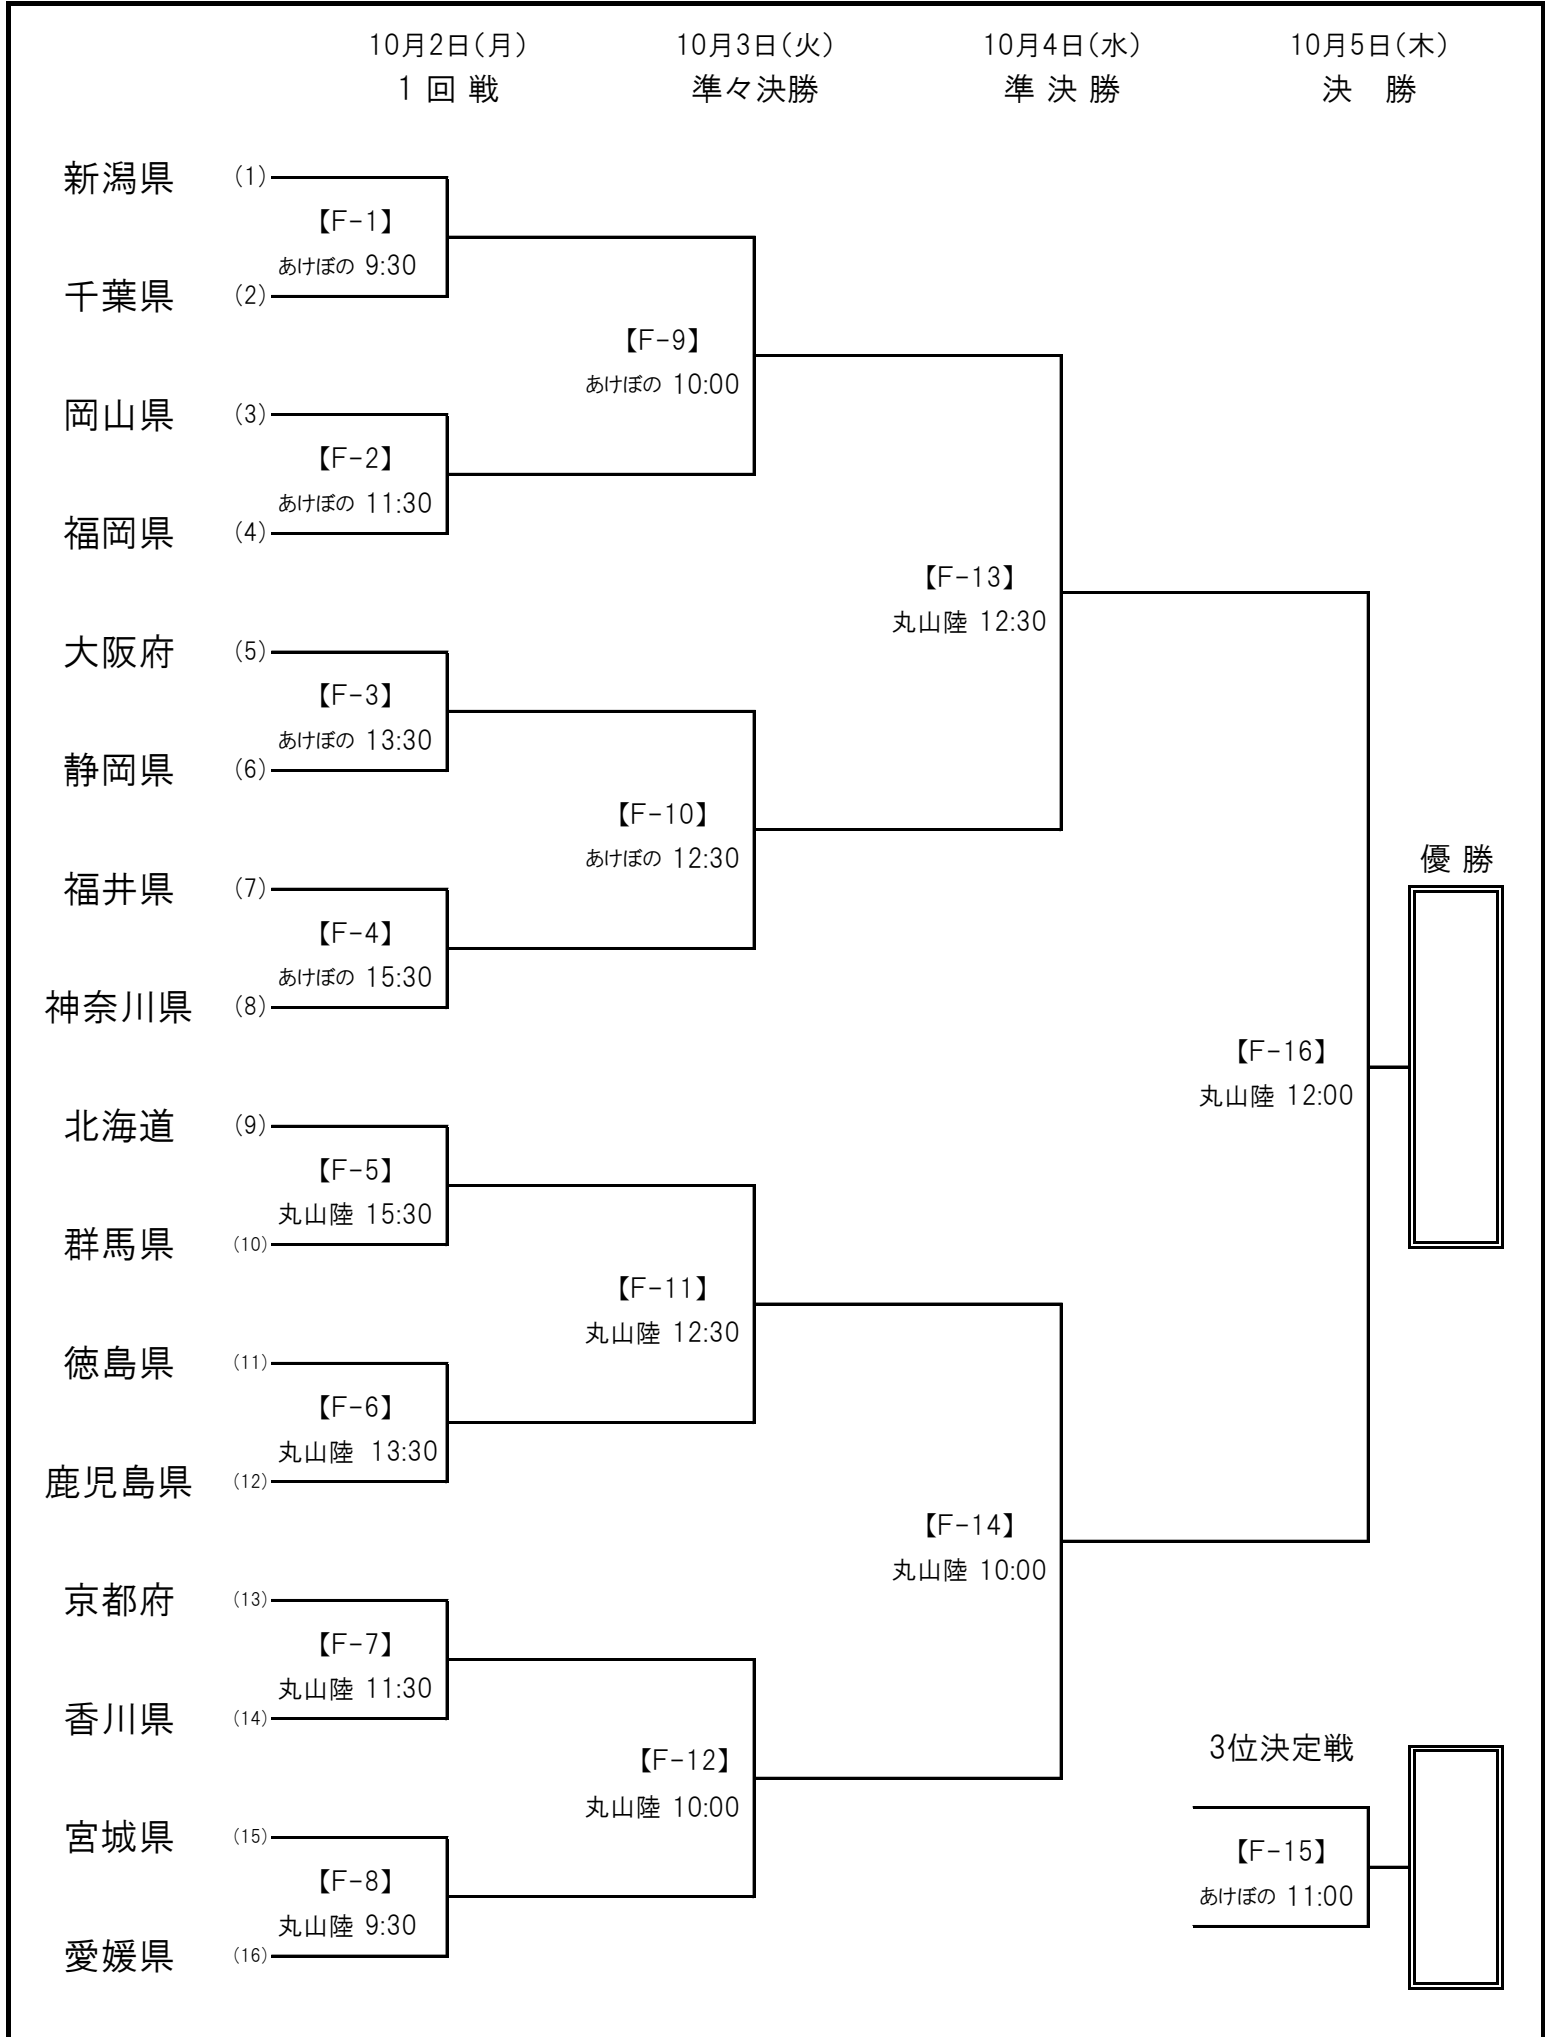 10月2日(月) 10月3日(火) 10月4日(水) 10月5日(木)
1 回 戦 準々決勝 準 決 勝 決 勝
新潟県 (1)
【F-1】
あけぼの 9:30
千葉県 (2)
【F-9】
あけぼの 10:00
岡山県 (3)
【F-2】
あけぼの 11:30
福岡県 (4)
【F-13】
丸山陸 12:30
大阪府 (5)
【F-3】
あけぼの 13:30
静岡県 (6)
【F-10】
あけぼの 12:30
福井県 (7)
優 勝
【F-4】
あけぼの 15:30
神奈川県 (8)
【F-16】
丸山陸 12:00
北海道 (9)
【F-5】
丸山陸 15:30
群馬県 (10)
【F-11】
丸山陸 12:30
徳島県 (11)
【F-6】
丸山陸 13:30
鹿児島県 (12)
【F-14】
丸山陸 10:00
京都府 (13)
【F-7】
丸山陸 11:30
香川県 (14)
3位決定戦
【F-12】
丸山陸 10:00
宮城県 (15)
【F-15】
あけぼの 11:00
【F-8】
丸山陸 9:30
愛媛県 (16)